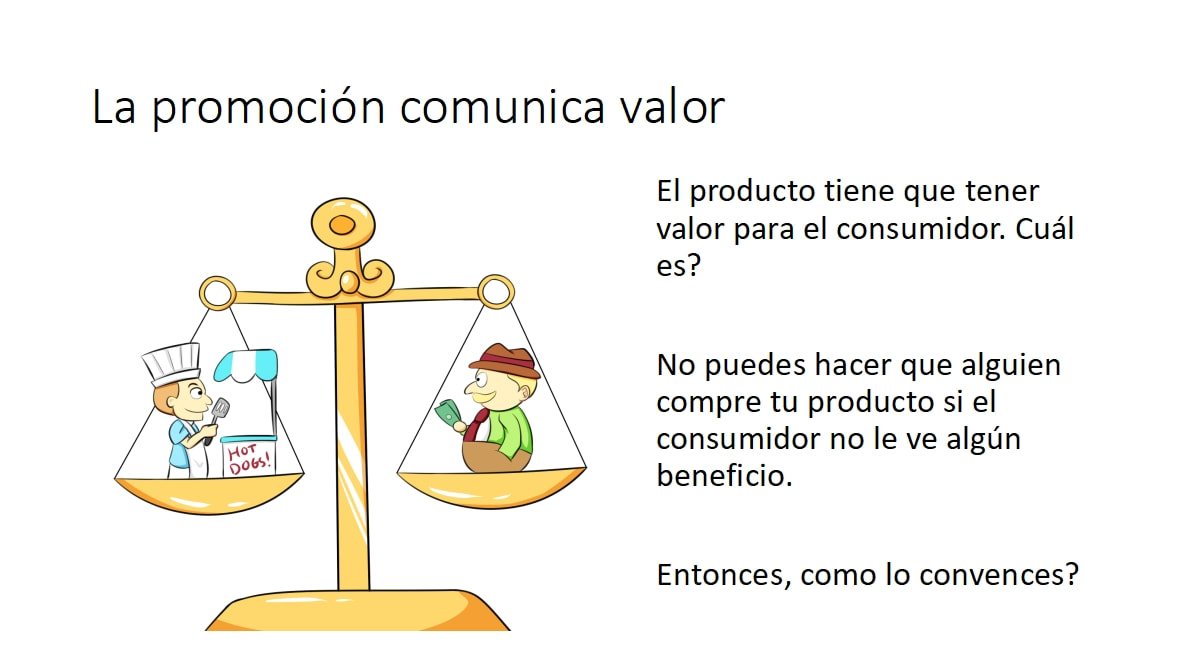 La promoción comunica valor
El producto tiene que tener
valor para el consumidor. Cuál
es?
No puedes hacer que alguien
compre tu producto si el
consumidor no le ve algún
beneficio.
Entonces, como lo convences?
HOT
DOGS!